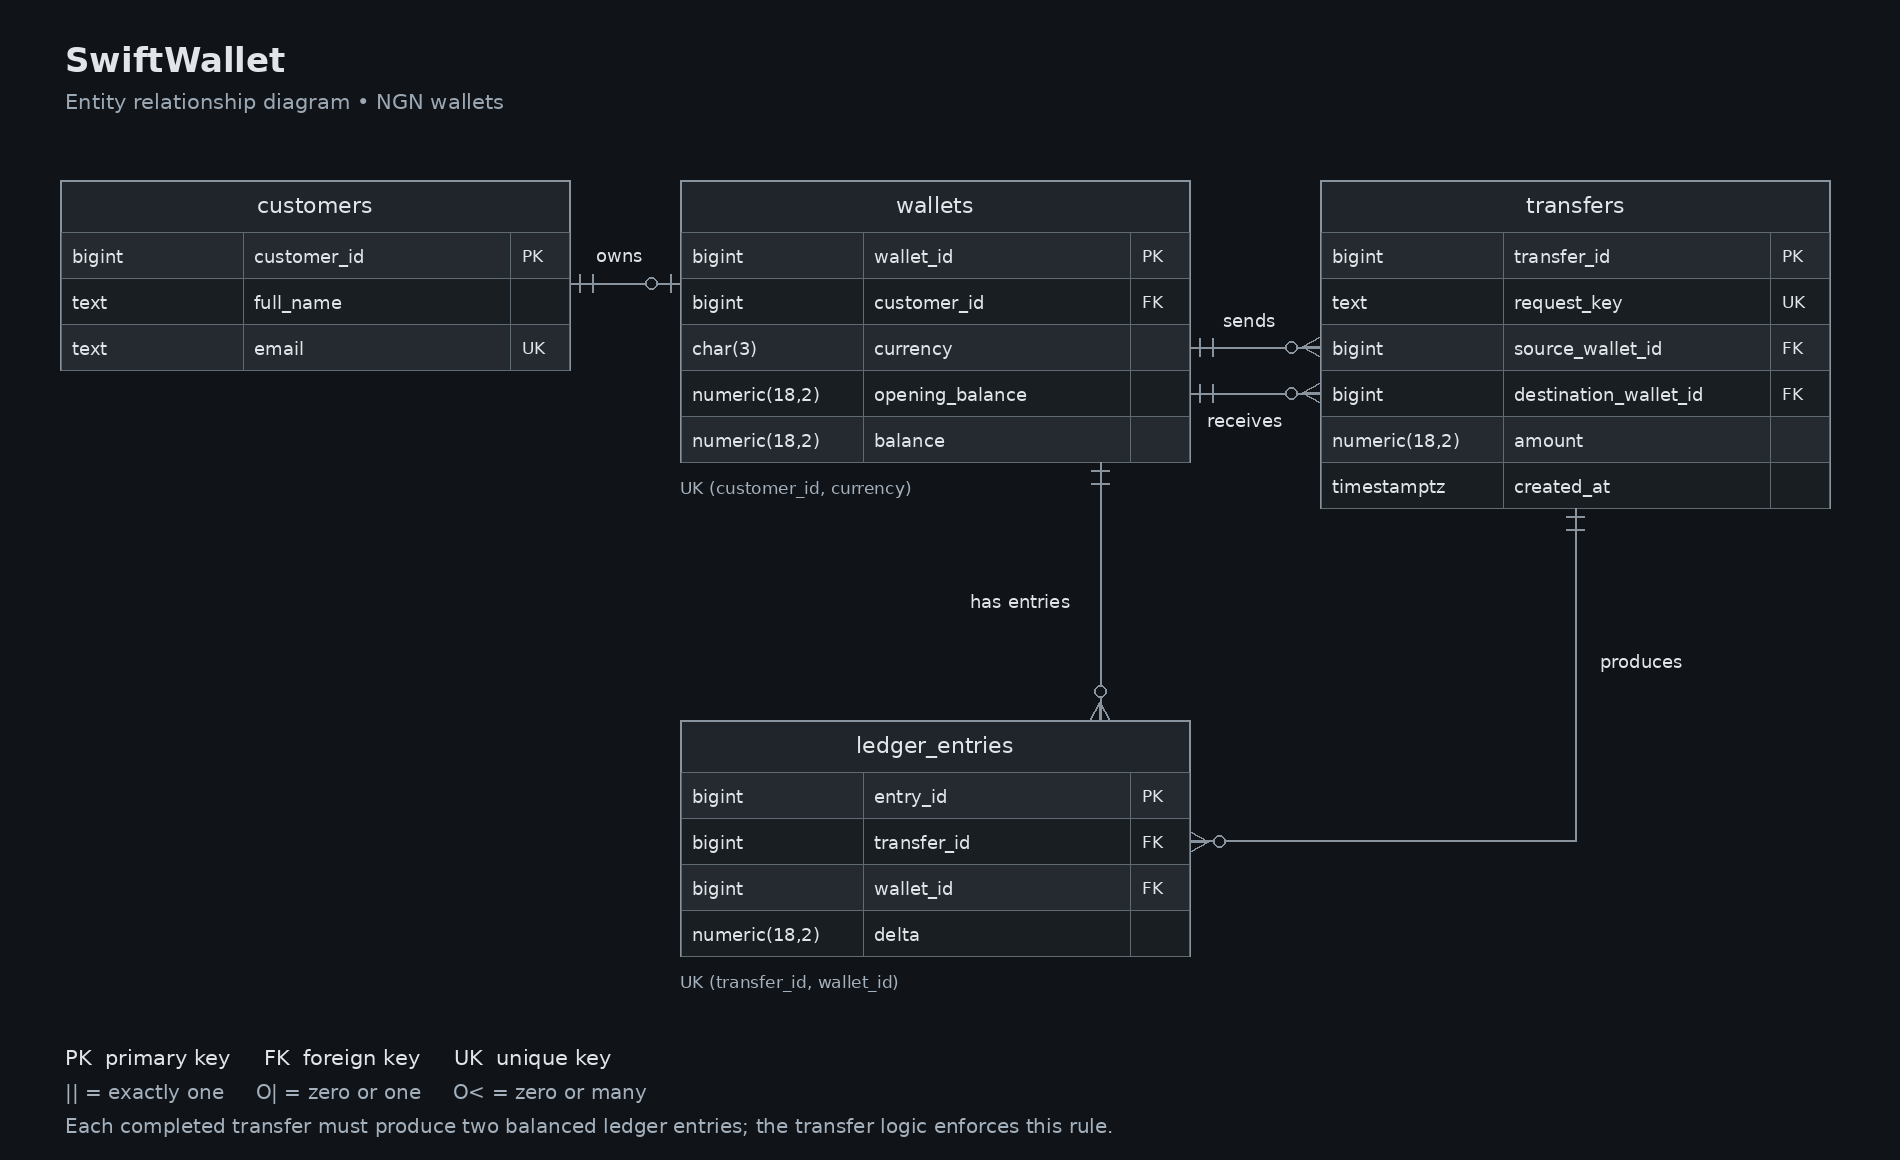 SwiftWallet
Entity relationship diagram • NGN wallets
customers
bigint customer_id PK
text full_name
text email UK
owns
wallets
bigint wallet_id PK
bigint customer_id FK
char(3) currency
numeric(18,2) opening_balance
numeric(18,2) balance
UK (customer_id, currency)
sends
receives
transfers
bigint transfer_id PK
text request_key UK
bigint source_wallet_id FK
bigint destination_wallet_id FK
numeric(18,2) amount
timestamptz created_at
has entries
produces
ledger_entries
bigint entry_id PK
bigint transfer_id FK
bigint wallet_id FK
numeric(18,2) delta
UK (transfer_id, wallet_id)
PK primary key FK foreign key UK unique key
|| = exactly one O| = zero or one O< = zero or many
Each completed transfer must produce two balanced ledger entries; the transfer logic enforces this rule.